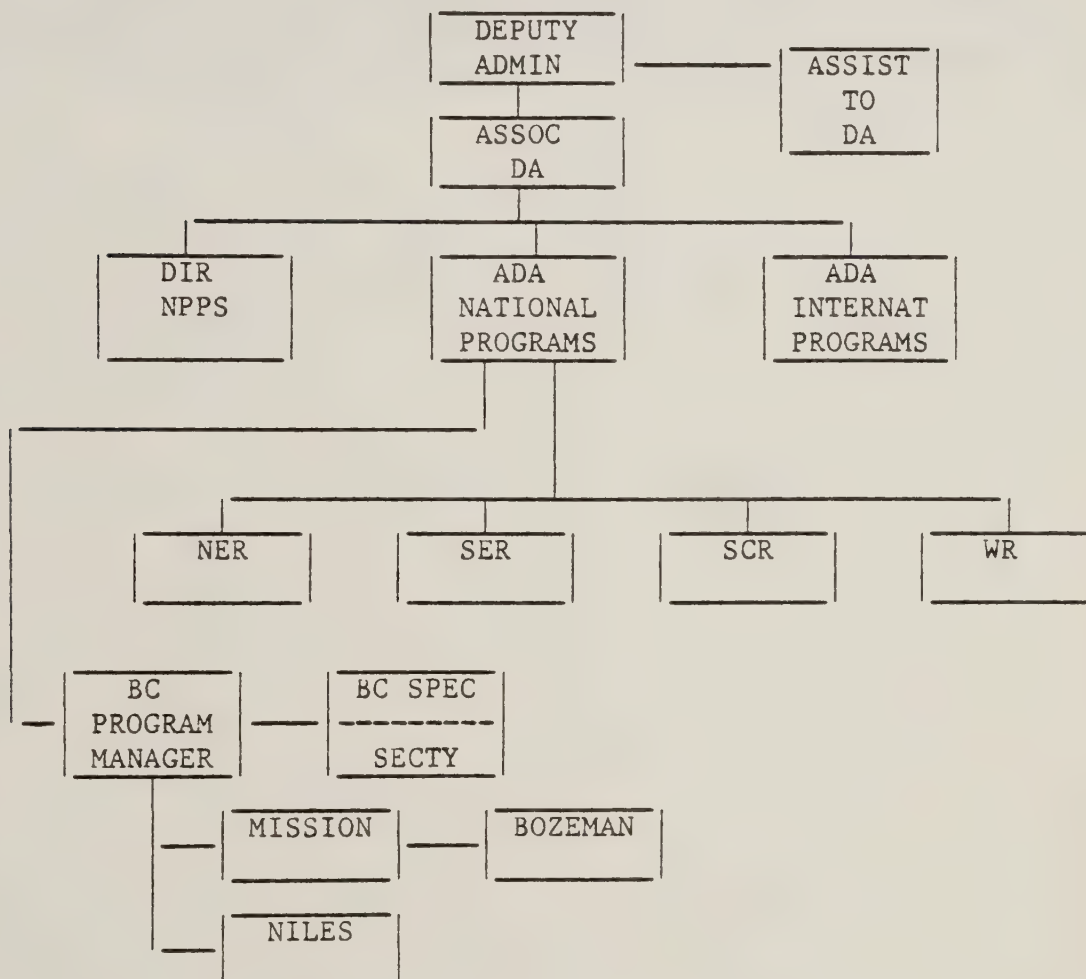 DEPUTY
ADMIN
ASSIST
TO
DA
ASSOC
DA
DIR
NPPS
ADA
NATIONAL
PROGRAMS
ADA
INTERNAT
PROGRAMS
NER
SER
SCR
WR
BC
PROGRAM
MANAGER
BC SPEC
SECTY
MISSION
BOZEMAN
NILES